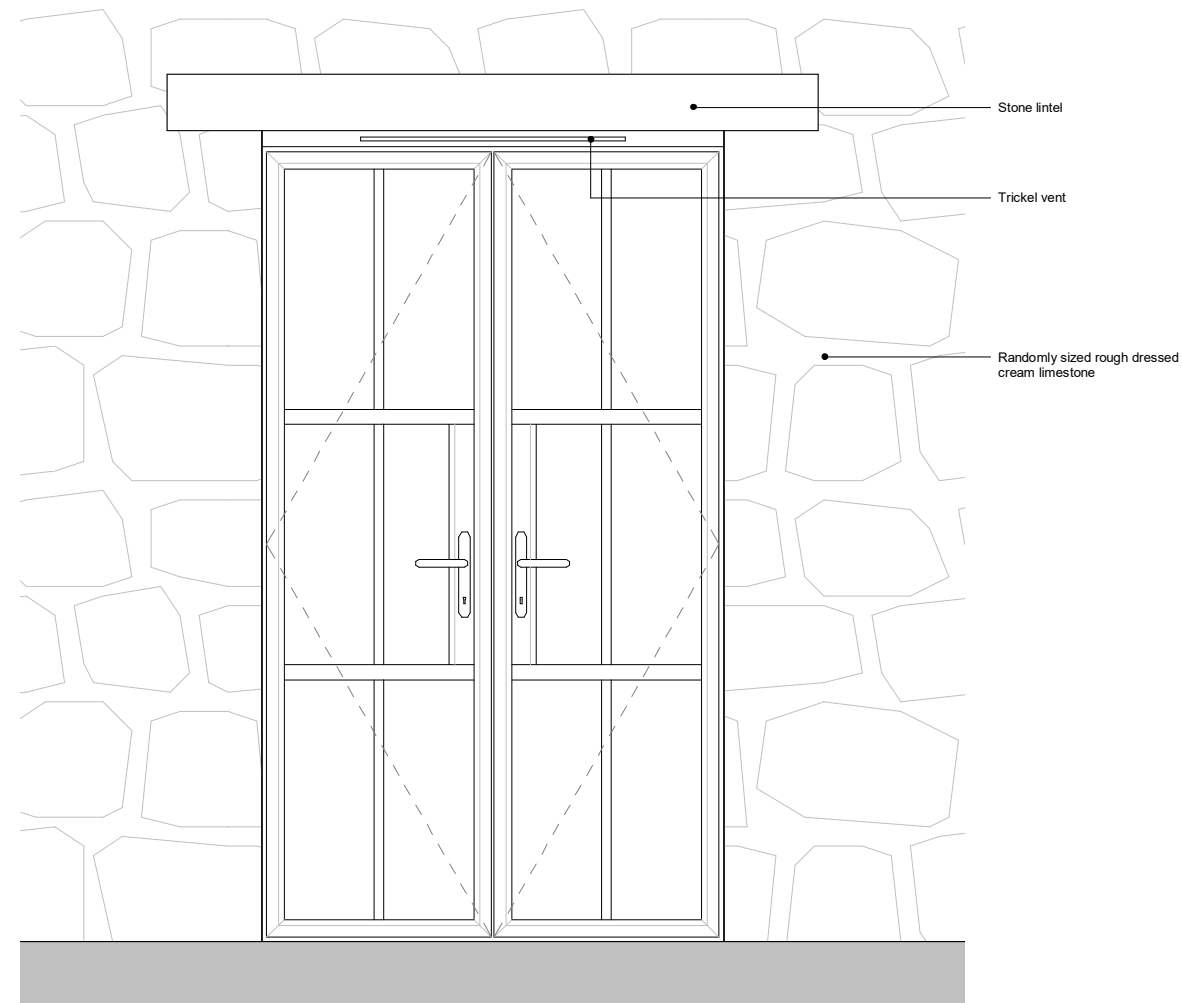 Stone lintel
Trickel vent
Randomly sized rough dressed
cream limestone